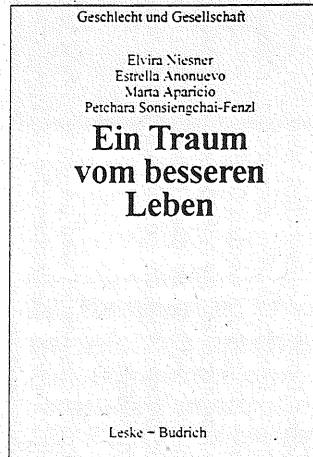 Geschlecht und Gesellschaft
Elvira Niesner
Estrella Anonuevo
Marta Aparicio
Petchara Sonsiengchai-Fenzl
Ein Traum
vom besseren
Leben
Leske – Budrich